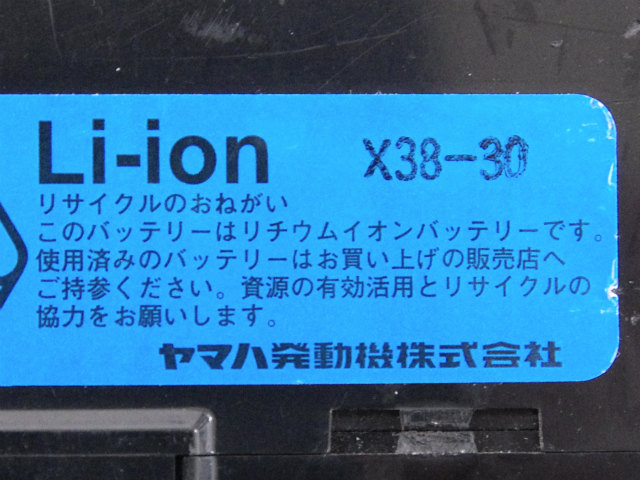 Li-ion X38-30
リサイクルのおねがい
このバッテリーはリチウムイオンバッテリーです。
使用済みのバッテリーはお買い上げの販売店へ
ご持参ください。資源の有効活用とリサイクルの
協力をお願いします。
ヤマハ発動機株式会社